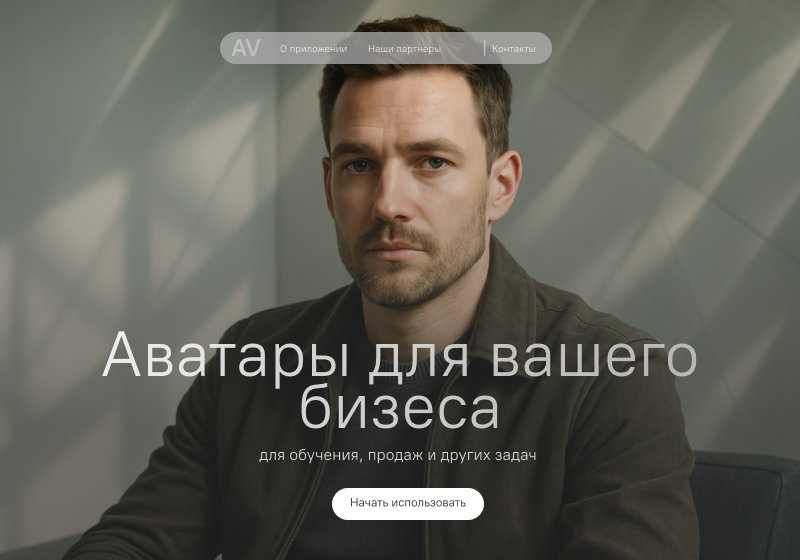 AV О приложении Наши партнеры | Контакты
Аватары для вашего
бизеса
для обучения, продаж и других задач
Начать использовать